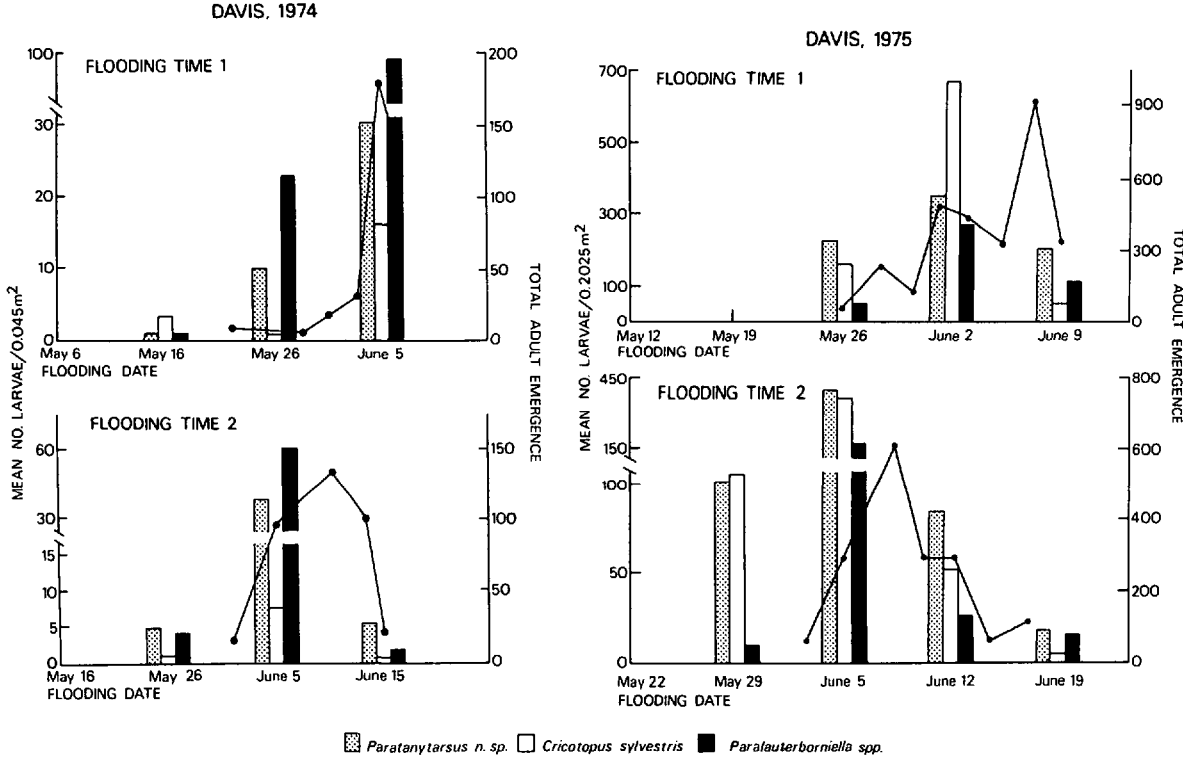 DAVIS, 1974
FLOODING TIME 1
100
30
20
10
0
200
150
100
50
0
May 6 May 16 May 26 June 5
FLOODING DATE
FLOODING TIME 2
60
30
15
10
5
0
150
100
50
0
May 16 May 26 June 5 June 15
FLOODING DATE
MEAN NO. LARVAE/0.045m²
TOTAL ADULT EMERGENCE
DAVIS, 1975
FLOODING TIME 1
700
500
300
100
0
900
600
300
0
May 12 May 19 May 26 June 2 June 9
FLOODING DATE
FLOODING TIME 2
450
150
100
50
0
800
600
400
200
0
May 22 May 29 June 5 June 12 June 19
FLOODING DATE
MEAN NO. LARVAE/0.2025m²
TOTAL ADULT EMERGENCE
Paratanytarsus n. sp. Cricotopus sylvestris Paralauterborniella spp.